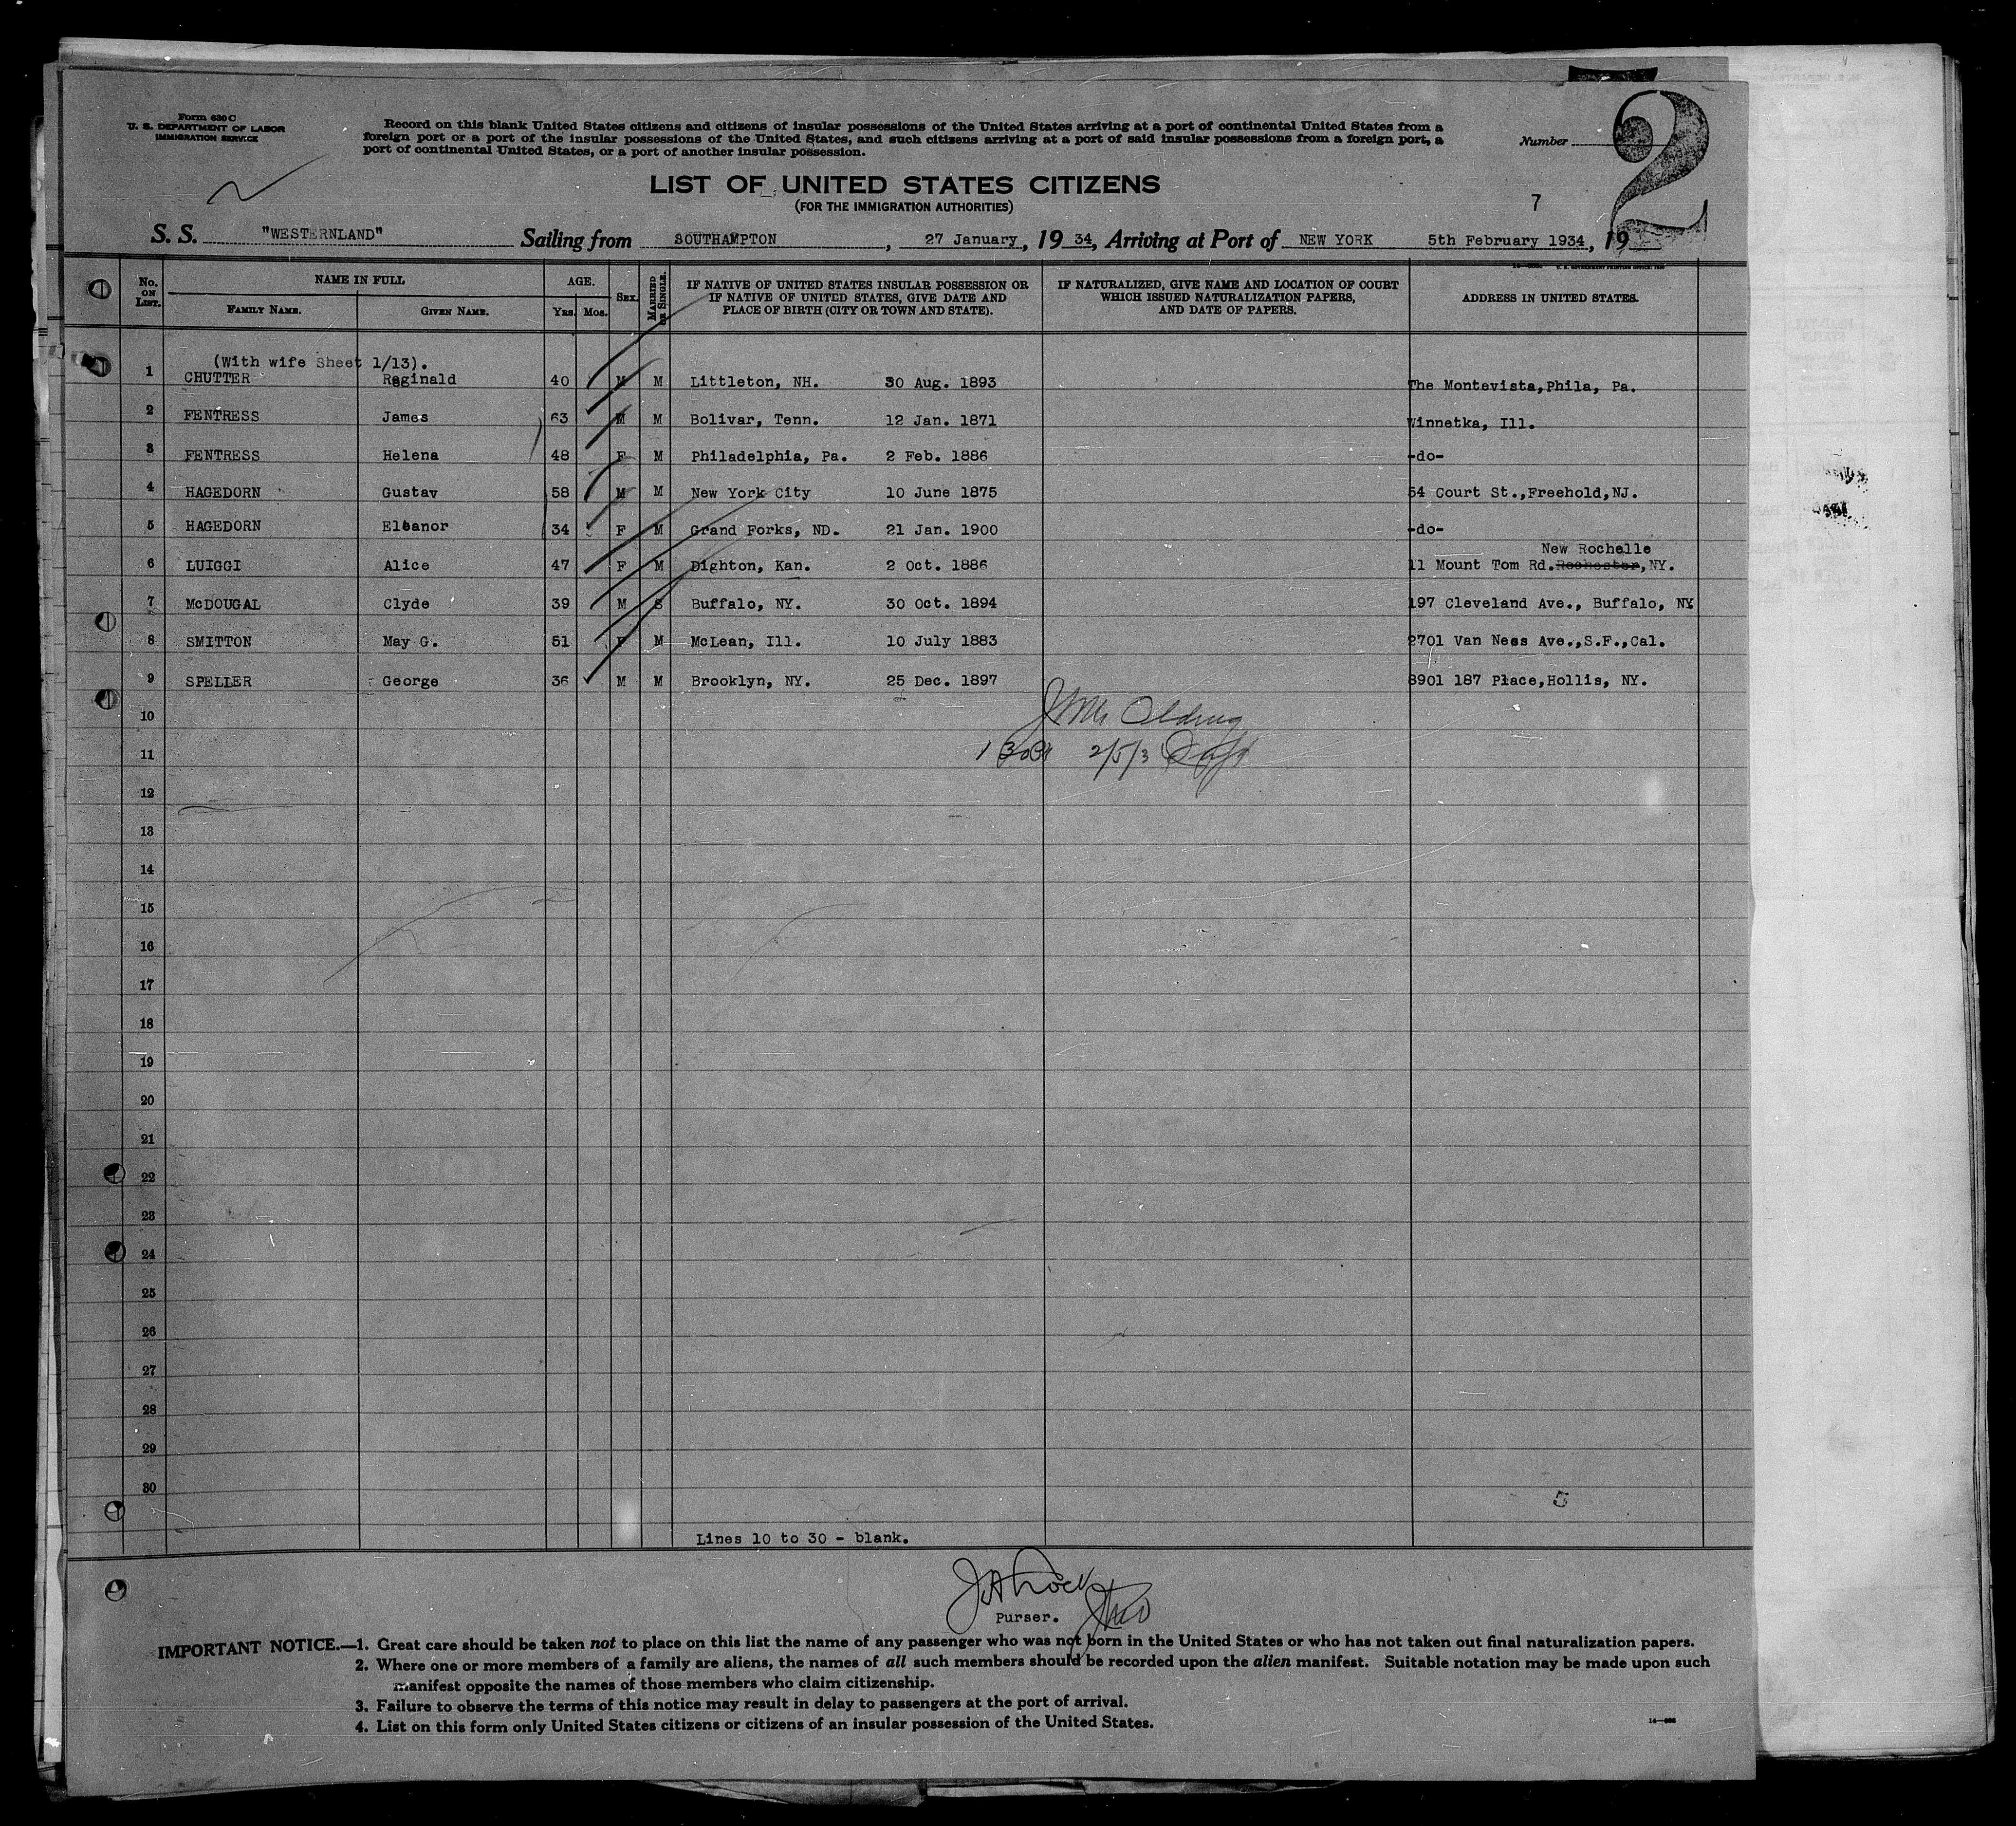 Form 630 C
U. S. DEPARTMENT OF LABOR
IMMIGRATION SERVICE
Record on this blank United States citizens and citizens of insular possessions of the United States arriving at a port of continental United States from a
foreign port or a port of the insular possessions of the United States, and such citizens arriving at a port of said insular possessions from a foreign port, a
port of continental United States, or a port of another insular possession.
Number
2
LIST OF UNITED STATES CITIZENS
(FOR THE IMMIGRATION AUTHORITIES)
7
S. S. "WESTERNLAND" Sailing from SOUTHAMPTON, 27 January, 19 34, Arriving at Port of NEW YORK 5th February 1934, 19
No. ON LIST. NAME IN FULL FAMILY NAME. GIVEN NAME. AGE. YRS. MOS. SEX. MARRIED OR SINGLE. IF NATIVE OF UNITED STATES INSULAR POSSESSION OR IF NATIVE OF UNITED STATES, GIVE DATE AND PLACE OF BIRTH (CITY OR TOWN AND STATE). IF NATURALIZED, GIVE NAME AND LOCATION OF COURT WHICH ISSUED NATURALIZATION PAPERS, AND DATE OF PAPERS. ADDRESS IN UNITED STATES.
(With wife Sheet 1/13).
1 CHUTTER Reginald 40 M M Littleton, NH. 30 Aug. 1893 The Montevista,Phila, Pa.
2 FENTRESS James 63 M M Bolivar, Tenn. 12 Jan. 1871 Winnetka, Ill.
3 FENTRESS Helena 48 F M Philadelphia, Pa. 2 Feb. 1886 -do-
4 HAGEDORN Gustav 58 M M New York City 10 June 1875 54 Court St.,Freehold,NJ.
5 HAGEDORN Eleanor 34 F M Grand Forks, ND. 21 Jan. 1900 -do-
New Rochelle
6 LUIGGI Alice 47 F M Dighton, Kan. 2 Oct. 1886 11 Mount Tom Rd.Rochester,NY.
7 McDOUGAL Clyde 39 M S Buffalo, NY. 30 Oct. 1894 197 Cleveland Ave., Buffalo, NY
8 SMITTON May G. 51 F M McLean, Ill. 10 July 1883 2701 Van Ness Ave.,S.F.,Cal.
9 SPELLER George 36 M M Brooklyn, NY. 25 Dec. 1897 8901 187 Place,Hollis, NY.
10
11
12
13
14
15
16
17
18
19
20
21
22
23
24
25
26
27
28
29
30
5
Lines 10 to 30 - blank.
Purser.
IMPORTANT NOTICE.—1. Great care should be taken not to place on this list the name of any passenger who was not born in the United States or who has not taken out final naturalization papers.
2. Where one or more members of a family are aliens, the names of all such members should be recorded upon the alien manifest. Suitable notation may be made upon such
manifest opposite the names of those members who claim citizenship.
3. Failure to observe the terms of this notice may result in delay to passengers at the port of arrival.
4. List on this form only United States citizens or citizens of an insular possession of the United States.